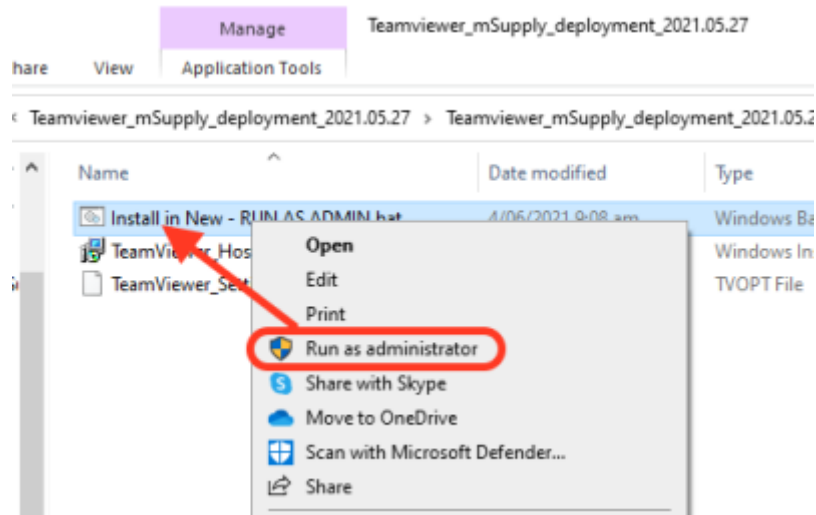 Manage
Teamviewer_mSupply_deployment_2021.05.27
hare View Application Tools
Teamviewer_mSupply_deployment_2021.05.27 > Teamviewer_mSupply_deployment_2021.05.2
Name Date modified Type
Install in New - RUN AS ADMIN.bat 4/06/2021 9:08 am Windows Ba
TeamViewer_Hos Windows In
TeamViewer_Sett TVOPT File
Open
Edit
Print
Run as administrator
Share with Skype
Move to OneDrive
Scan with Microsoft Defender...
Share